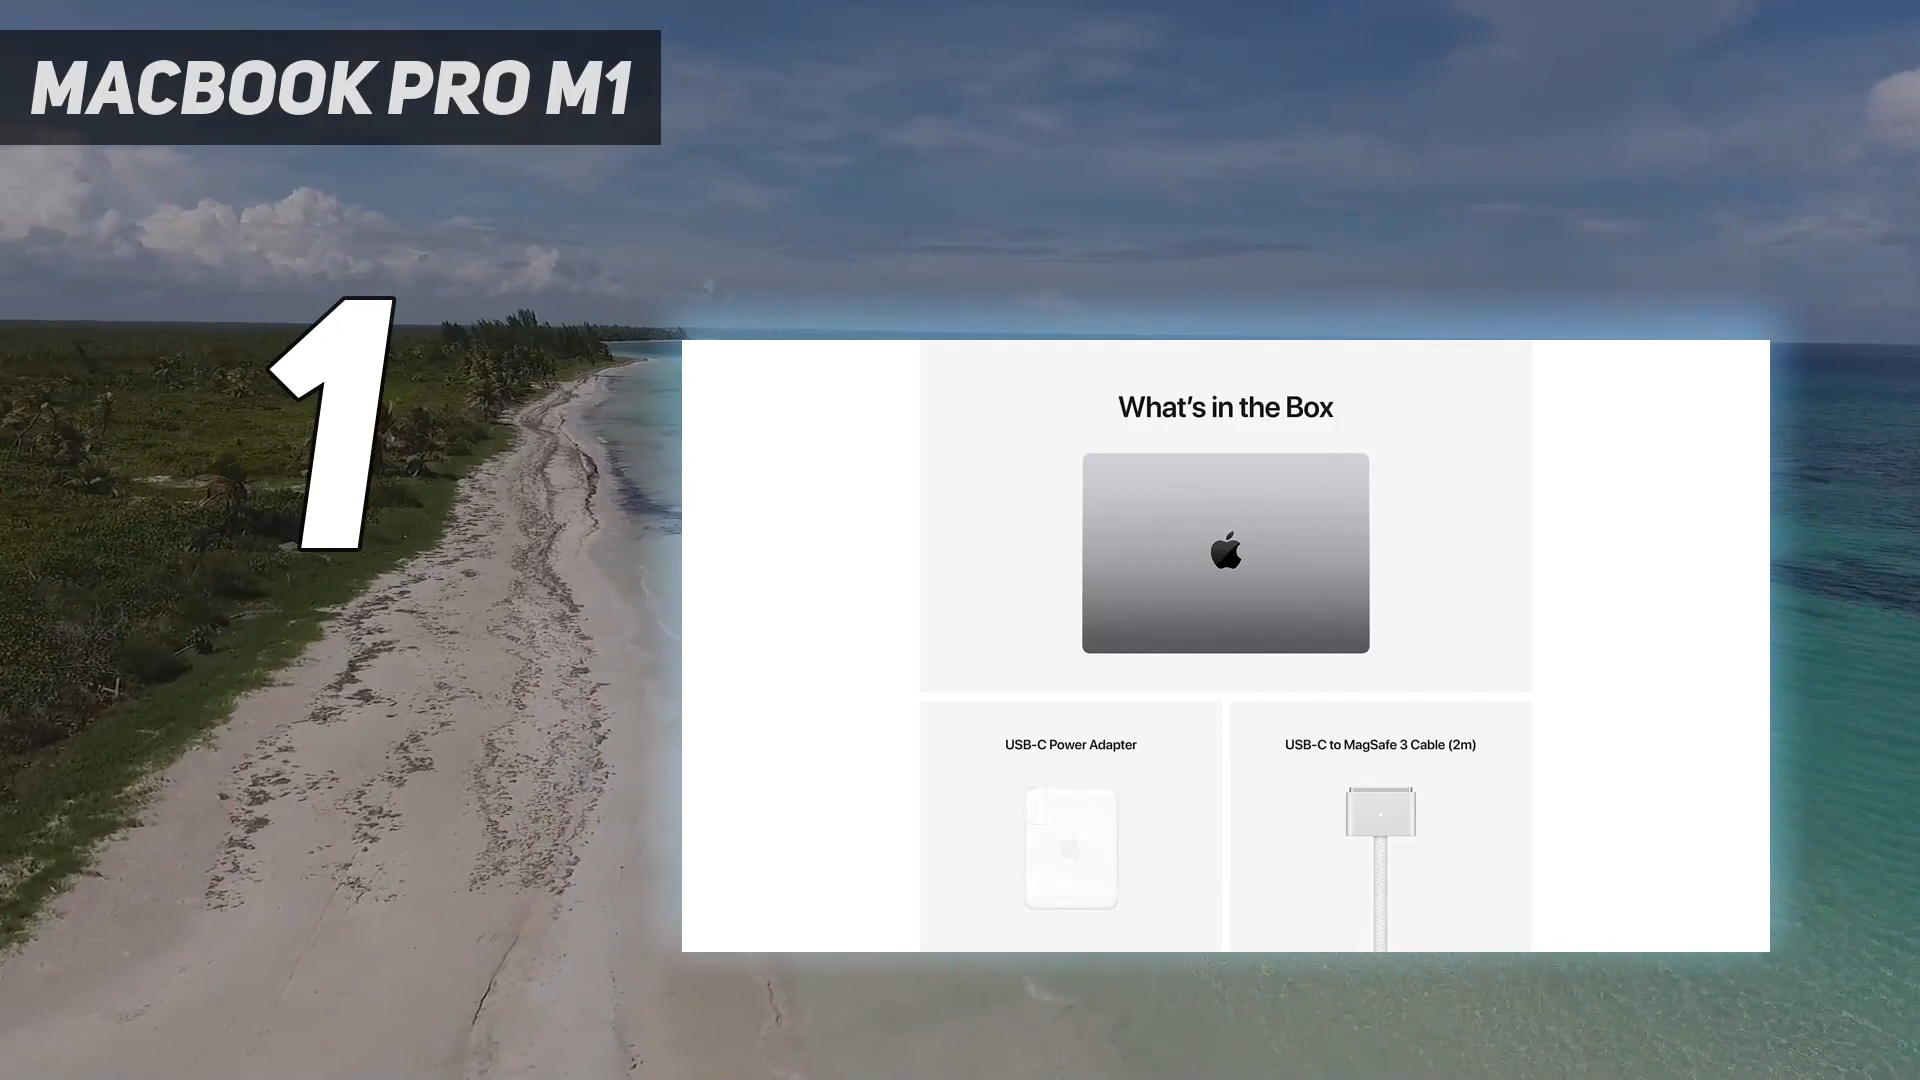 MACBOOK PRO M1
1
What's in the Box
USB-C Power Adapter
USB-C to MagSafe 3 Cable (2m)